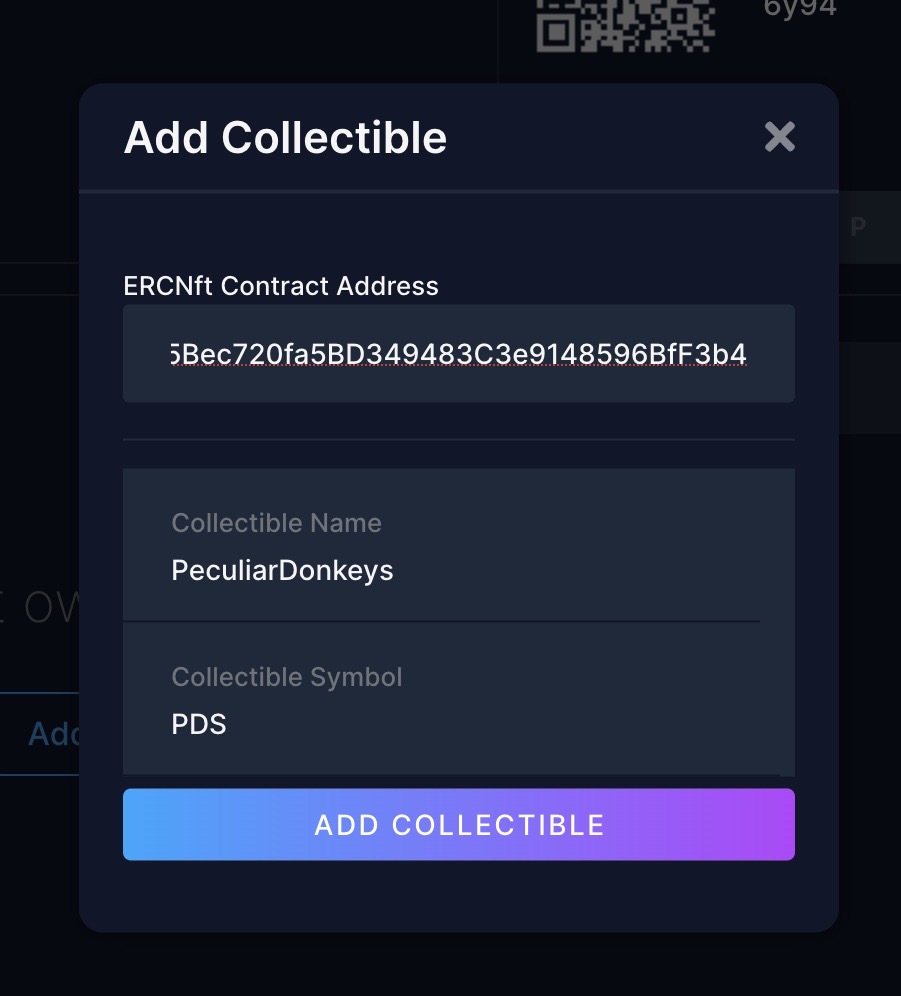 6y94
Add Collectible
P
ERCNft Contract Address
5Bec720fa5BD349483C3e9148596BfF3b4
Collectible Name
PeculiarDonkeys
E OW
Collectible Symbol
PDS
Add
ADD COLLECTIBLE